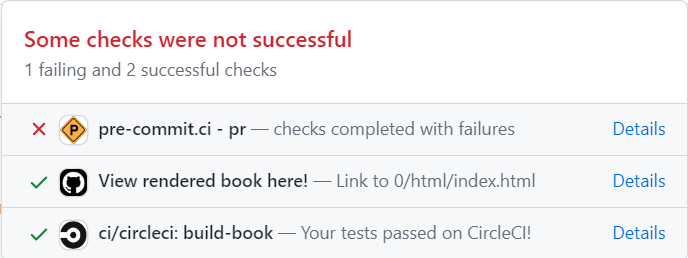 Some checks were not successful
1 failing and 2 successful checks
P pre-commit.ci - pr — checks completed with failures Details
View rendered book here! — Link to 0/html/index.html Details
ci/circleci: build-book — Your tests passed on CircleCI! Details